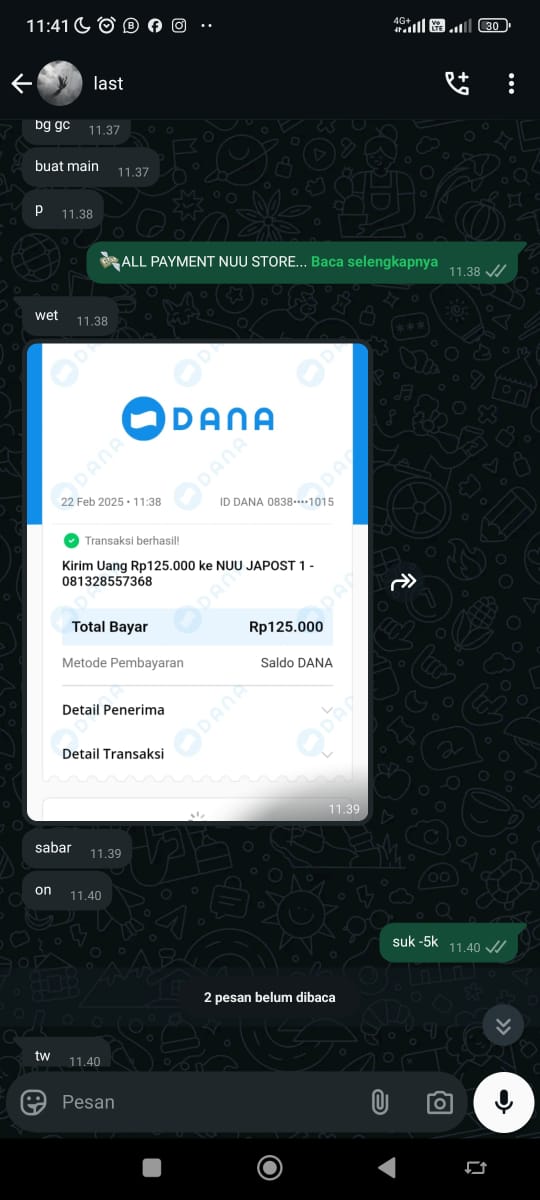 11:41
4G+
Vo
LTE
30
last
bg gc 11.37
buat main 11.37
p 11.38
💸ALL PAYMENT NUU STORE... Baca selengkapnya
11.38
wet 11.38
DANA
22 Feb 2025 • 11:38 ID DANA 0838••••1015
Transaksi berhasil!
Kirim Uang Rp125.000 ke NUU JAPOST 1 -
081328557368
Total Bayar Rp125.000
Metode Pembayaran Saldo DANA
Detail Penerima
Detail Transaksi
11.39
sabar 11.39
on 11.40
suk -5k 11.40
2 pesan belum dibaca
tw 11.40
Pesan